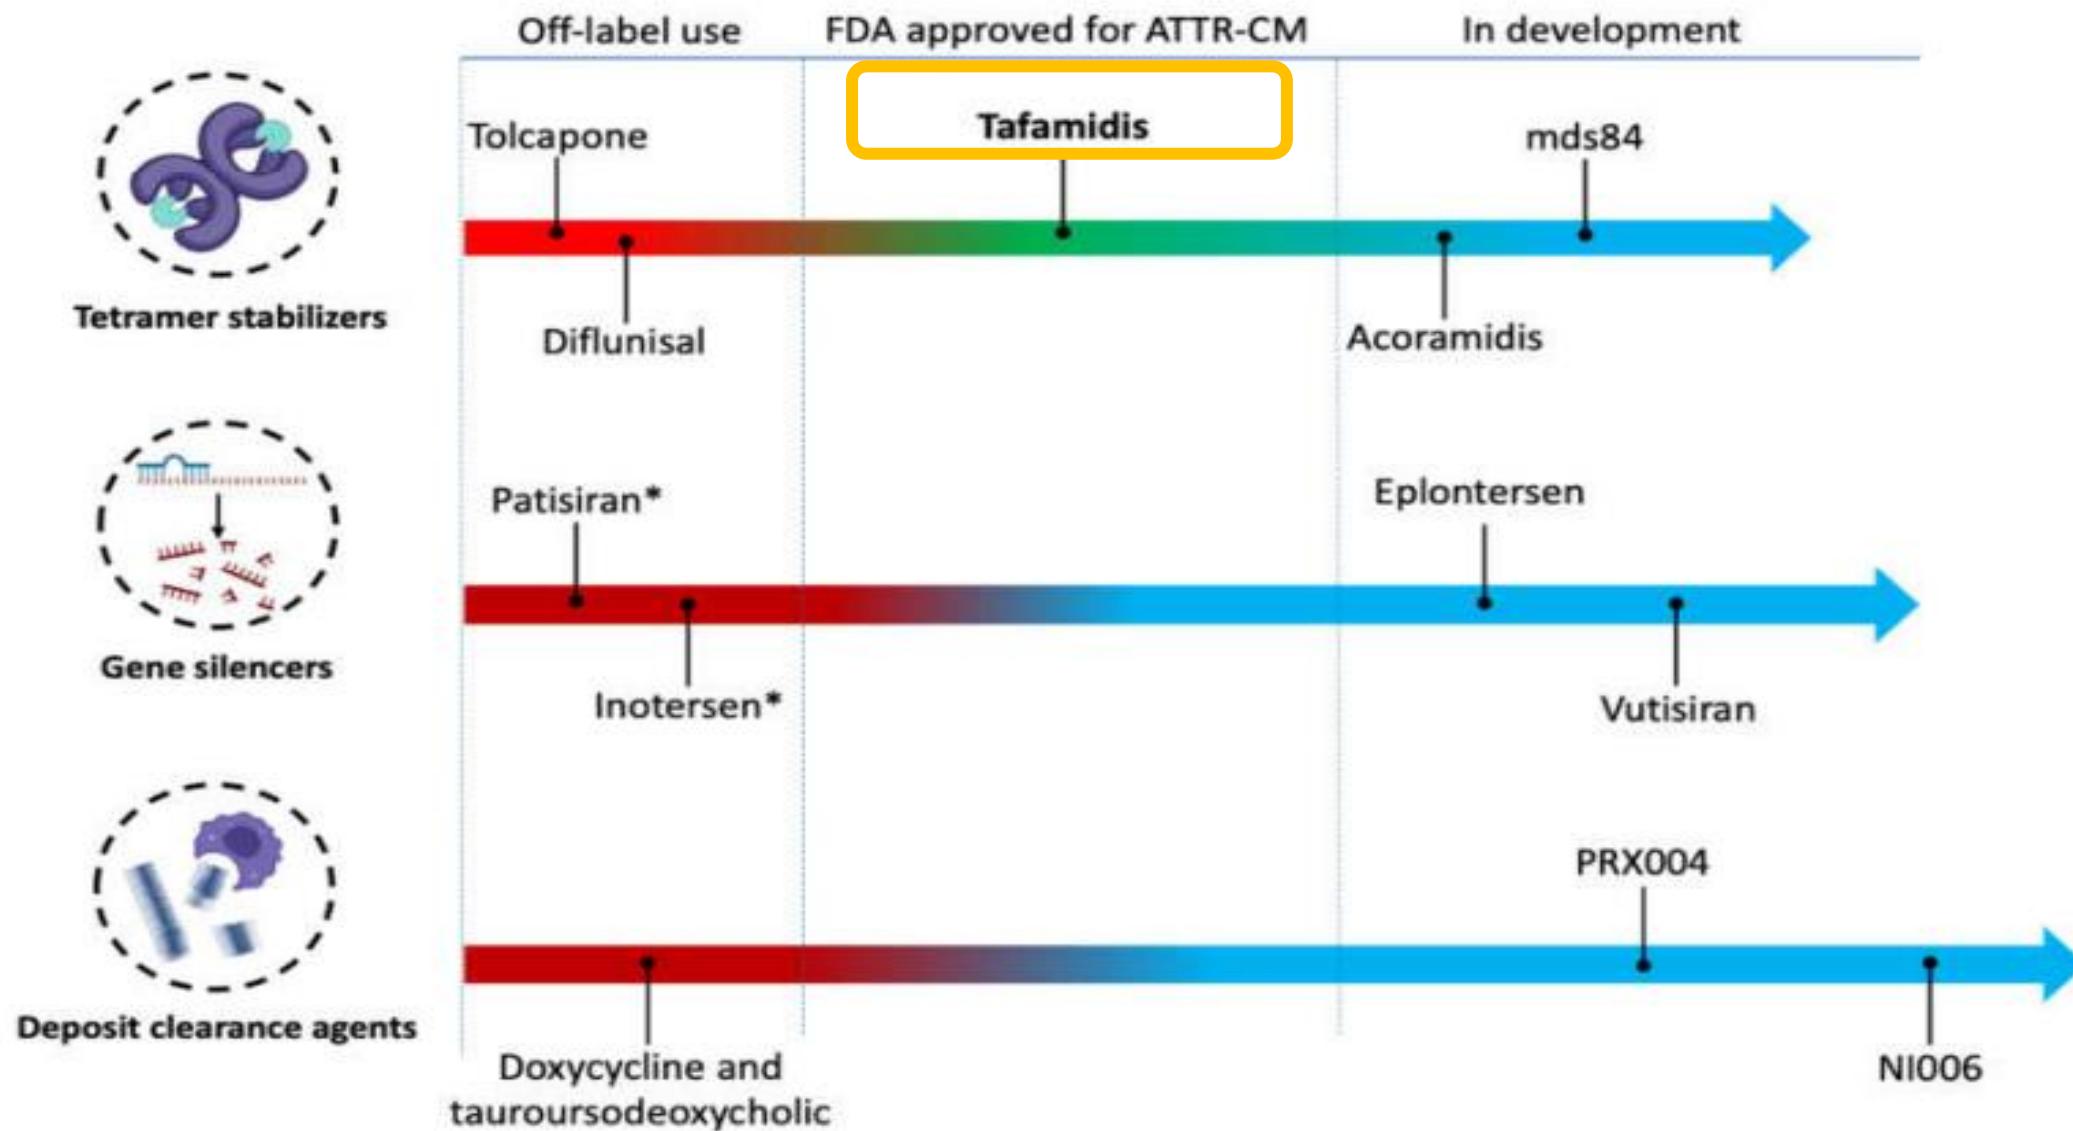 Off-label use
FDA approved for ATTR-CM
In development
Tolcapone
Tafamidis
mds84
Tetramer stabilizers
Diflunisal
Acoramidis
Patisiran*
Eplontersen
Gene silencers
Inotersen*
Vutisiran
PRX004
Deposit clearance agents
Doxycycline and
tauroursodeoxycholic
NI006